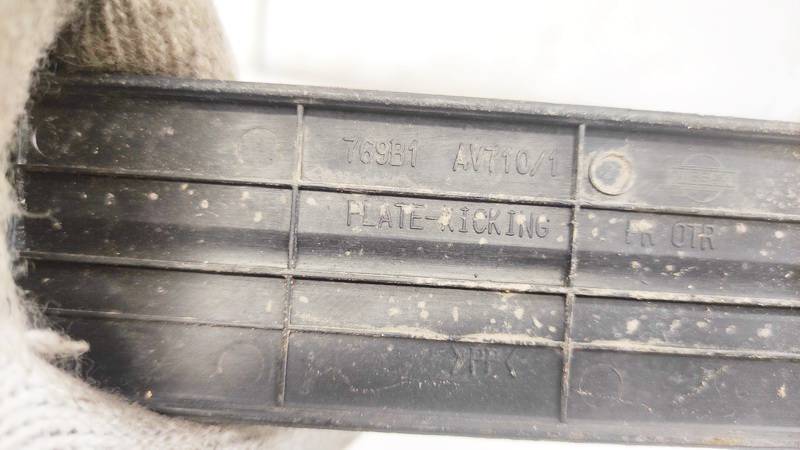 769B1 AV710/1
PLATE-KICKING FR OTR
>PP<